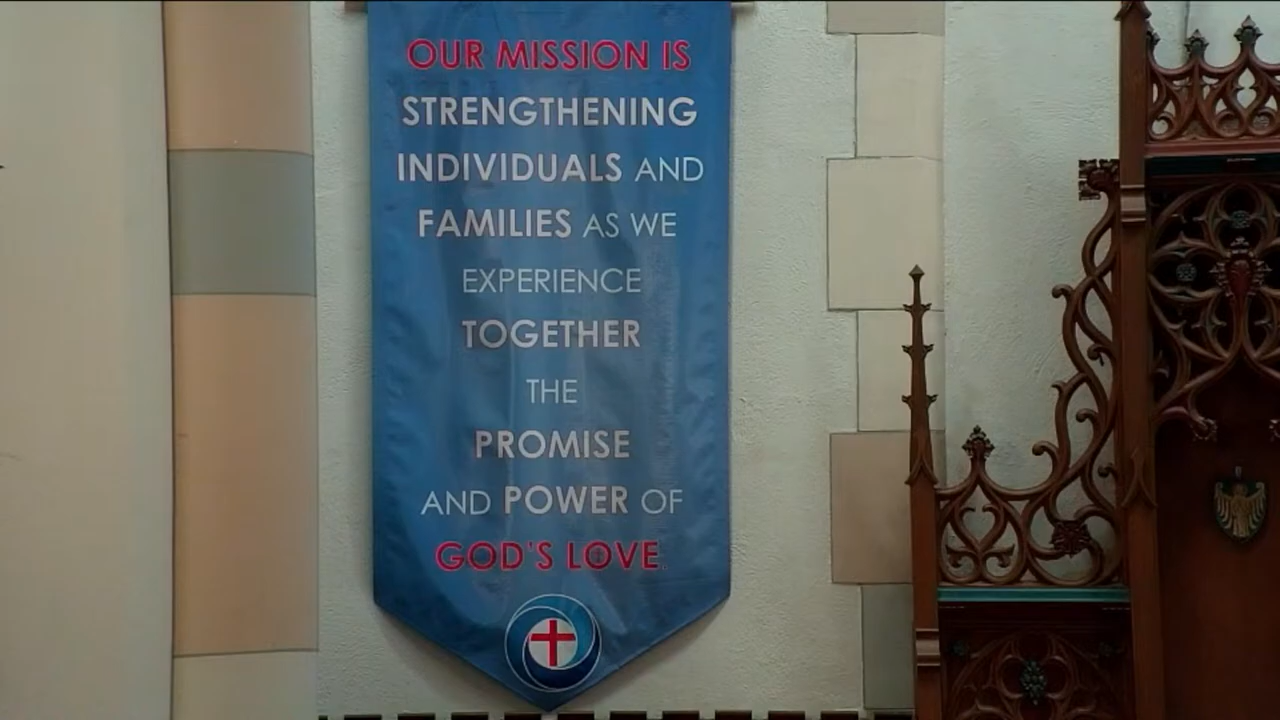 OUR MISSION IS
STRENGTHENING
INDIVIDUALS AND
FAMILIES AS WE
EXPERIENCE
TOGETHER
THE
PROMISE
AND POWER OF
GOD'S LOVE.